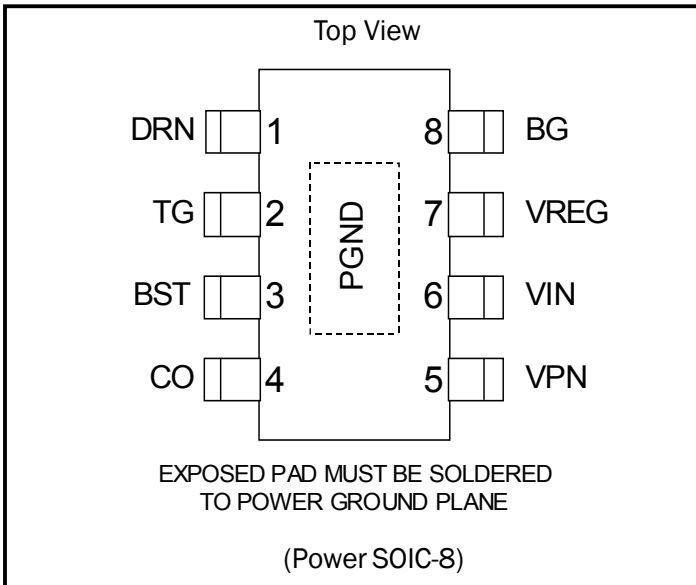 Top View
DRN 1 8 BG
TG 2 7 VREG
BST 3 6 VIN
CO 4 5 VPN
PGND
EXPOSED PAD MUST BE SOLDERED
TO POWER GROUND PLANE
(Power SOIC-8)